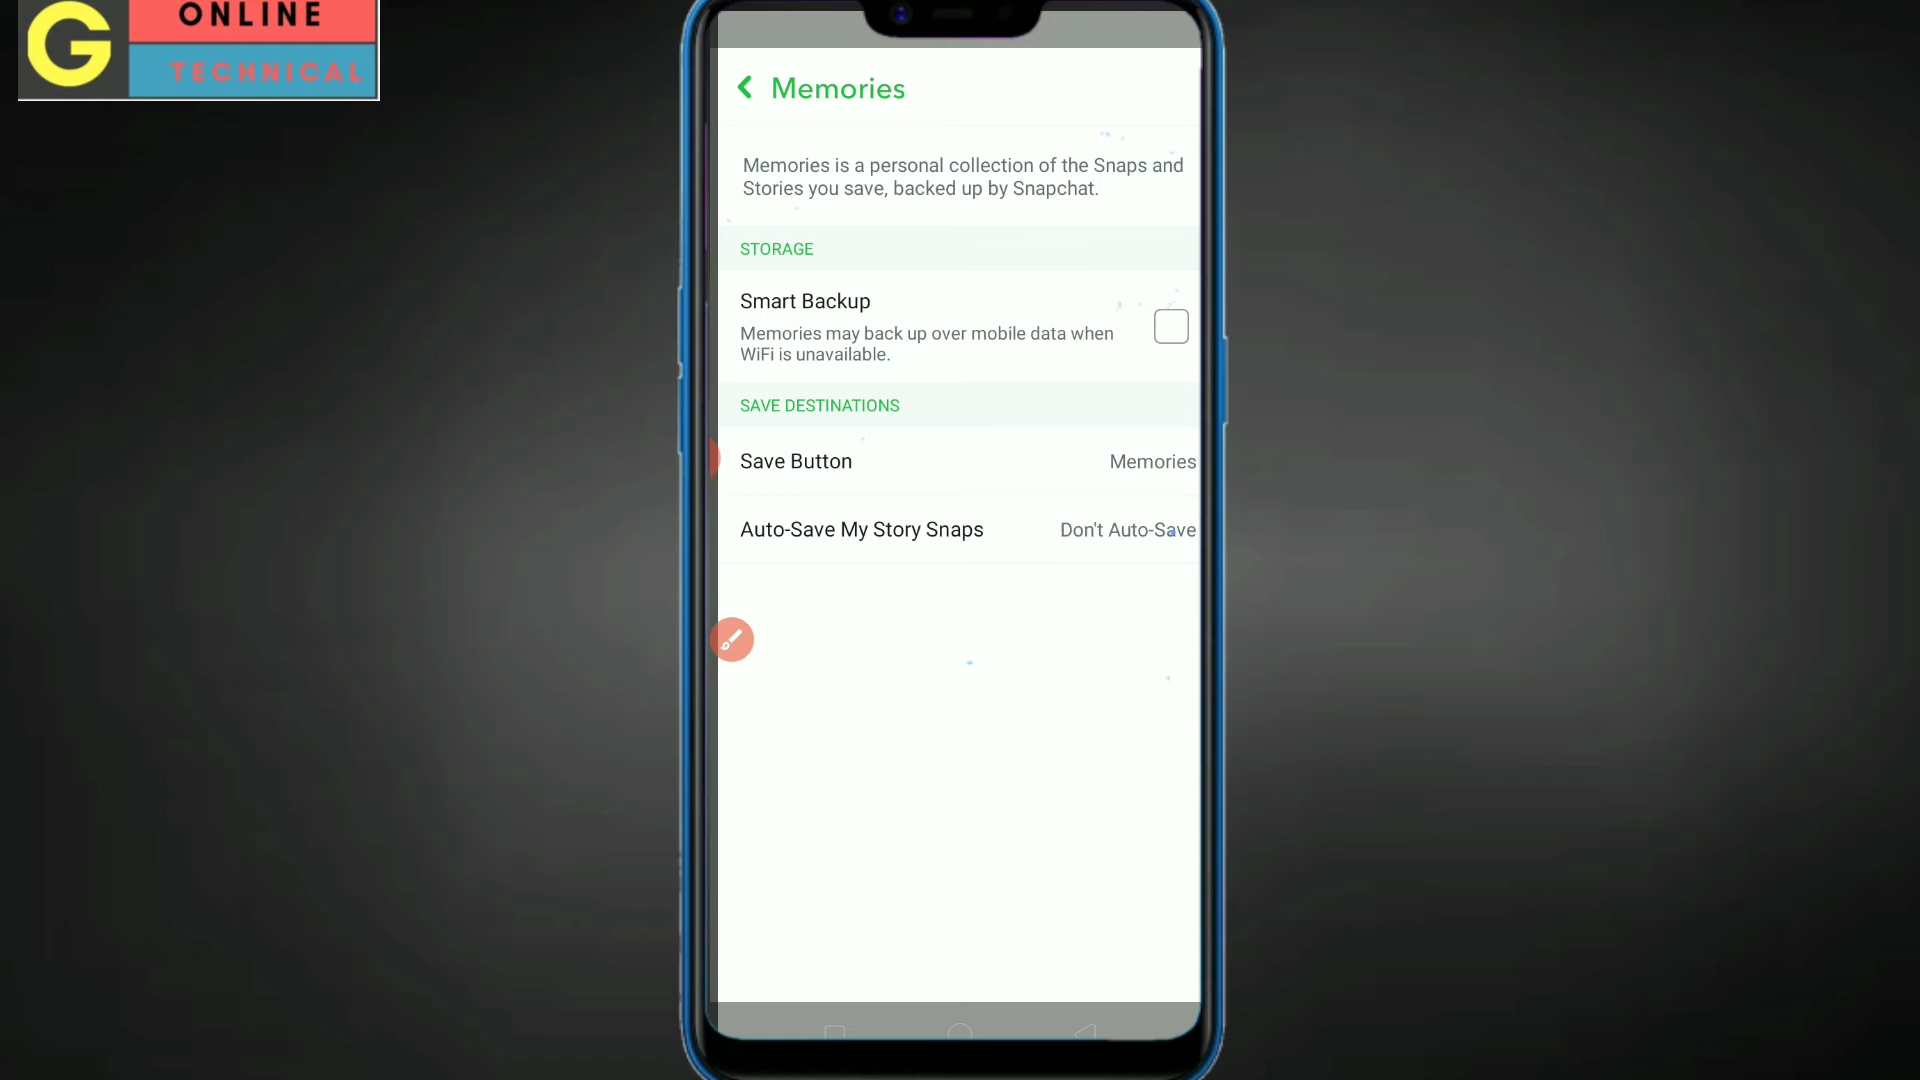 G
ONLINE
TECHNICAL
Memories
Memories is a personal collection of the Snaps and
Stories you save, backed up by Snapchat.
STORAGE
Smart Backup
Memories may back up over mobile data when
WiFi is unavailable.
SAVE DESTINATIONS
Save Button Memories
Auto-Save My Story Snaps Don't Auto-Save